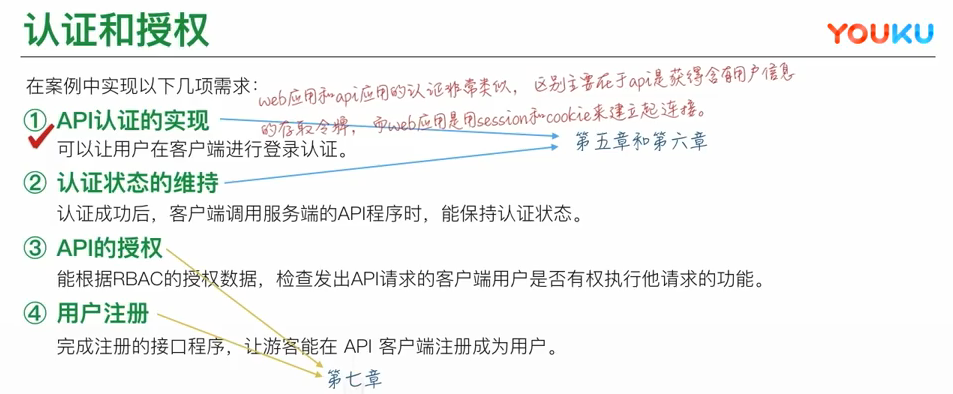 认证和授权
YOUKU
在案例中实现以下几项需求：
web应用和api应用的认证非常类似，区别主要在于api是获得含有用户信息
的存取令牌，而web应用是用session和cookie来建立起连接。
① API认证的实现
可以让用户在客户端进行登录认证。
第五章和第六章
② 认证状态的维持
认证成功后，客户端调用服务端的API程序时，能保持认证状态。
③ API的授权
能根据RBAC的授权数据，检查发出API请求的客户端用户是否有权执行他请求的功能。
④ 用户注册
完成注册的接口程序，让游客能在 API 客户端注册成为用户。
第七章